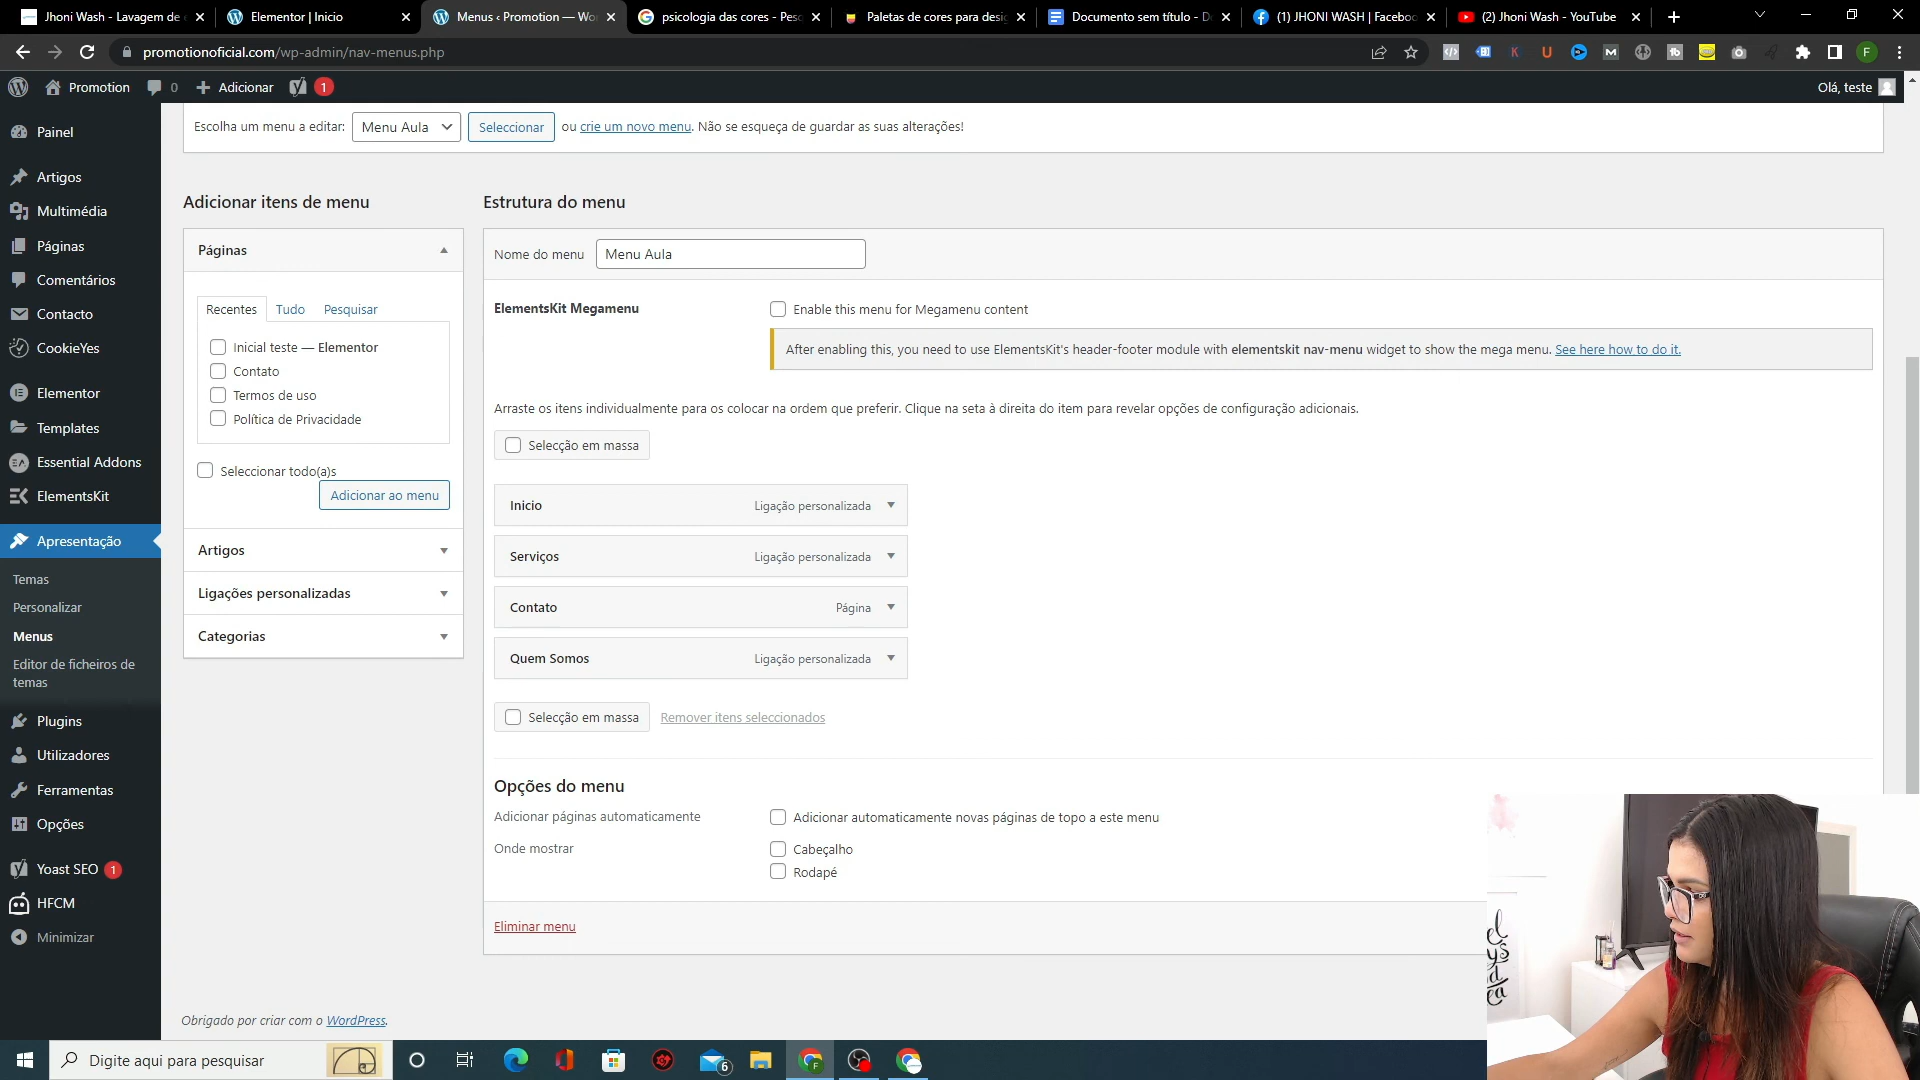 Jhoni Wash - Lavagem de
Elementor | Inicio
Menus ‹ Promotion — Wo
psicologia das cores - Pes
Paletas de cores para desig
Documento sem título - D
(1) JHONI WASH | Faceboo
(2) Jhoni Wash - YouTube
promotionoficial.com/wp-admin/nav-menus.php
Promotion
0
Adicionar
1
Olá, teste
Painel
Artigos
Multimédia
Páginas
Comentários
Contacto
CookieYes
Elementor
Templates
Essential Addons
ElementsKit
Apresentação
Temas
Personalizar
Menus
Editor de ficheiros de
temas
Plugins
Utilizadores
Ferramentas
Opções
Yoast SEO 1
HFCM
Minimizar
Escolha um menu a editar: Menu Aula Seleccionar ou crie um novo menu. Não se esqueça de guardar as suas alterações!
Adicionar itens de menu
Páginas
Recentes Tudo Pesquisar
Inicial teste — Elementor
Contato
Termos de uso
Política de Privacidade
Seleccionar todo(a)s
Adicionar ao menu
Artigos
Ligações personalizadas
Categorias
Estrutura do menu
Nome do menu Menu Aula
ElementsKit Megamenu
Enable this menu for Megamenu content
After enabling this, you need to use ElementsKit's header-footer module with elementskit nav-menu widget to show the mega menu. See here how to do it.
Arraste os itens individualmente para os colocar na ordem que preferir. Clique na seta à direita do item para revelar opções de configuração adicionais.
Selecção em massa
Inicio Ligação personalizada
Serviços Ligação personalizada
Contato Página
Quem Somos Ligação personalizada
Selecção em massa Remover itens seleccionados
Opções do menu
Adicionar páginas automaticamente
Adicionar automaticamente novas páginas de topo a este menu
Onde mostrar
Cabeçalho
Rodapé
Eliminar menu
Obrigado por criar com o WordPress.
Digite aqui para pesquisar
6